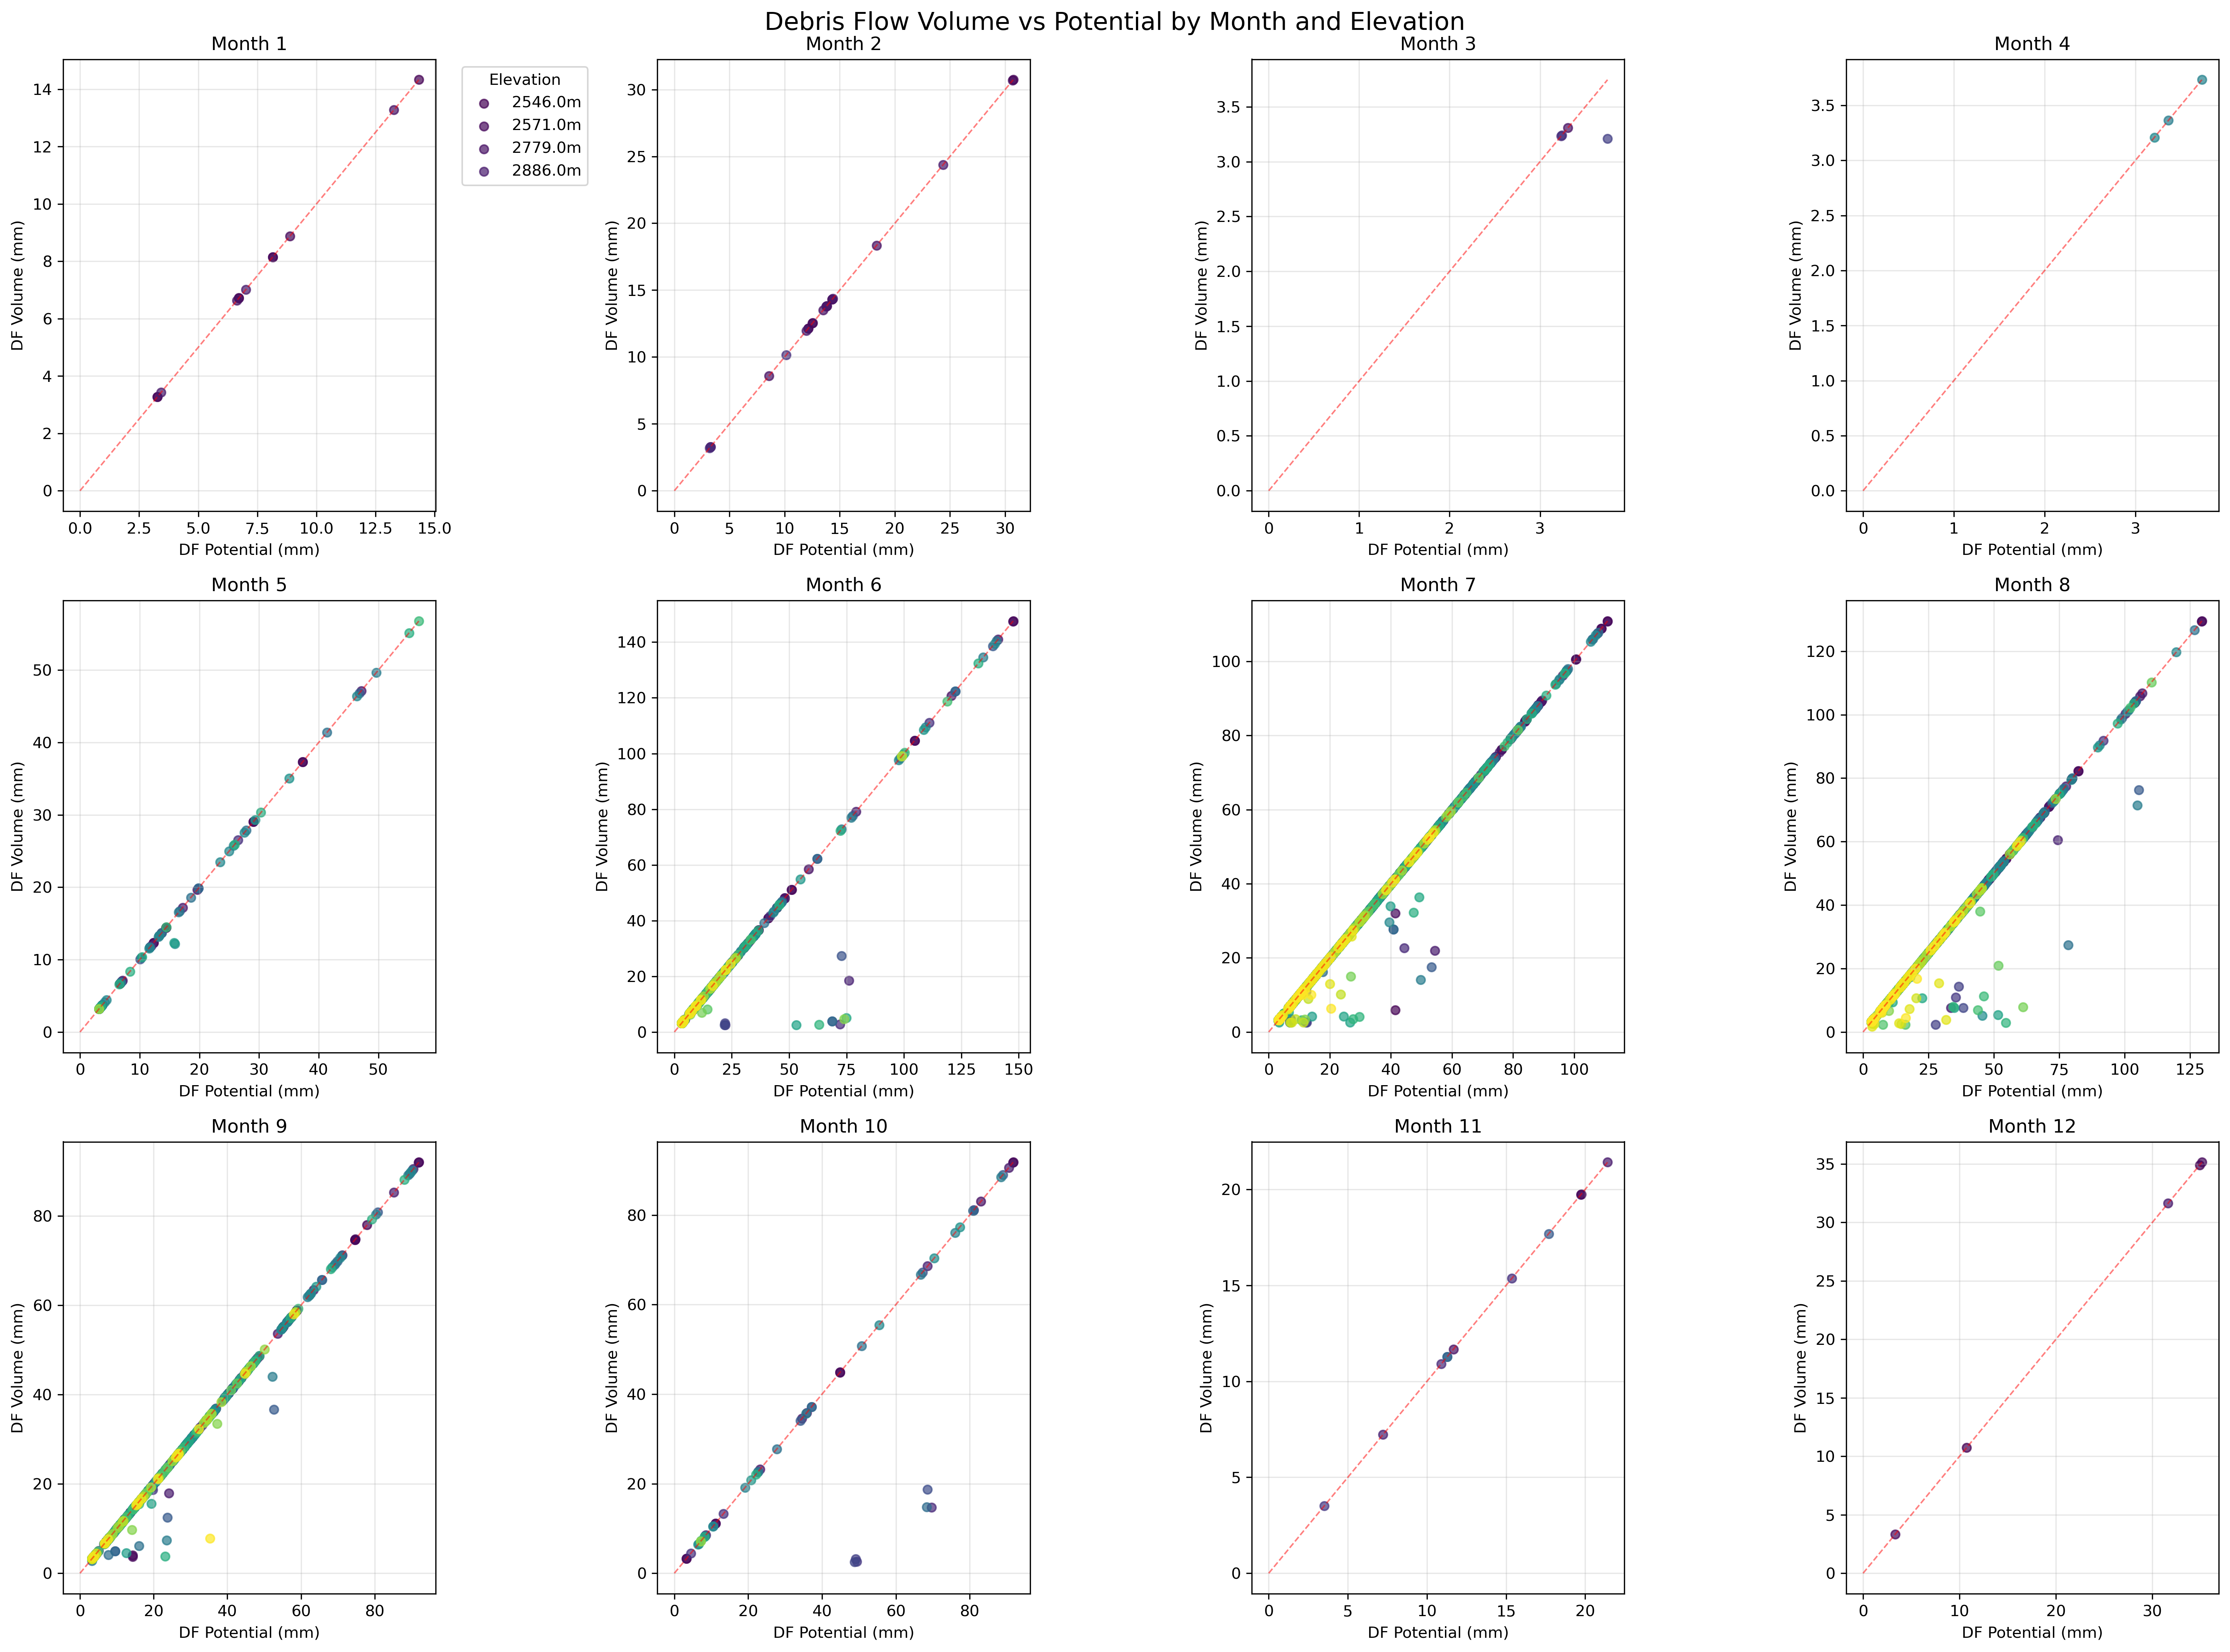 Debris Flow Volume vs Potential by Month and Elevation
Month 1
DF Volume (mm)
14
12
10
8
6
4
2
0
0.0 2.5 5.0 7.5 10.0 12.5 15.0
DF Potential (mm)
Elevation
2546.0m
2571.0m
2779.0m
2886.0m
Month 2
DF Volume (mm)
30
25
20
15
10
5
0
0 5 10 15 20 25 30
DF Potential (mm)
Month 3
DF Volume (mm)
3.5
3.0
2.5
2.0
1.5
1.0
0.5
0.0
0 1 2 3
DF Potential (mm)
Month 4
DF Volume (mm)
3.5
3.0
2.5
2.0
1.5
1.0
0.5
0.0
0 1 2 3
DF Potential (mm)
Month 5
DF Volume (mm)
50
40
30
20
10
0
0 10 20 30 40 50
DF Potential (mm)
Month 6
DF Volume (mm)
140
120
100
80
60
40
20
0
0 25 50 75 100 125 150
DF Potential (mm)
Month 7
DF Volume (mm)
100
80
60
40
20
0
0 20 40 60 80 100
DF Potential (mm)
Month 8
DF Volume (mm)
120
100
80
60
40
20
0
0 25 50 75 100 125
DF Potential (mm)
Month 9
DF Volume (mm)
80
60
40
20
0
0 20 40 60 80
DF Potential (mm)
Month 10
DF Volume (mm)
80
60
40
20
0
0 20 40 60 80
DF Potential (mm)
Month 11
DF Volume (mm)
20
15
10
5
0
0 5 10 15 20
DF Potential (mm)
Month 12
DF Volume (mm)
35
30
25
20
15
10
5
0
0 10 20 30
DF Potential (mm)